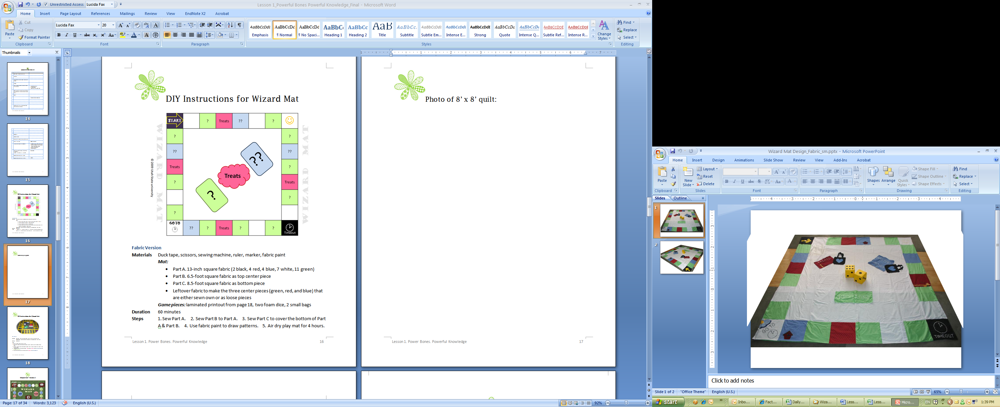 Lesson 1_Powerful Bones Powerful Knowledge_Final - Microsoft Word
Unrestricted Access
Lucida Fax
Home Insert Page Layout References Mailings Review View EndNote X2 Acrobat
Paste
Cut
Copy
Format Painter
Clipboard
Lucida Fax 20
Font
Paragraph
Emphasis
¶ Normal
¶ No Spaci...
Heading 1
Heading 2
Title
Subtitle
Subtle Em...
Intense E...
Strong
Quote
Intense Q...
Subtle Ref...
Intense R...
Change Styles
Styles
Find
Replace
Select
Editing
Thumbnails
14
15
16
17
18
DIY Instructions for Wizard Mat
START ? Treats ?? ?
? ?
?? ??
Treats ?
? Treats
?
?
GO TO ?? ? Treats ? ? Timeout
??
Treats
?
WIZARD MAT
WIZARD MAT
© 2009 Utah State university
Fabric Version
Materials Duck tape, scissors, sewing machine, ruler, marker, fabric paint
Mat:
• Part A. 13-inch square fabric (2 black, 4 red, 4 blue, 7 white, 11 green)
• Part B. 6.5-foot square fabric as top center piece
• Part C. 8.5-foot square fabric as bottom piece
• Leftover fabric to make the three center pieces (green, red, and blue) that
are either sewn own or as loose pieces
Game pieces: laminated printout from page 18, two foam dice, 2 small bags
Duration 60 minutes
Steps 1. Sew Part A. 2. Sew Part B to Part A. 3. Sew Part C to cover the bottom of Part
A & Part B. 4. Use fabric paint to draw patterns. 5. Air dry play mat for 4 hours.
Lesson 1. Power Bones. Powerful Knowledge 16
Photo of 8' x 8' quilt:
Lesson 1. Power Bones. Powerful Knowledge 17
Page: 17 of 34 Words: 3,123 English (U.S.) 92%
Wizard Mat Design_Fabric_sm.pptx - Microsoft PowerPoint
Home Insert Design Animations Slide Show Review View Add-Ins Acrobat
Paste
Clipboard
New Slide
Layout
Reset
Delete
Slides
Font
Paragraph
Shapes
Arrange
Quick Styles
Shape Fill
Shape Outline
Shape Effects
Drawing
Find
Replace
Select
Editing
Slides Outline
1
2
TREATS
QUESTIONS
GO TO
TIMEOUT
Click to add notes
Slide 1 of 2 "Office Theme" English (U.S.) 65%
start Inbo... Fact... Daily... Wiza... Less... Less... Micro... EN 1:39 PM